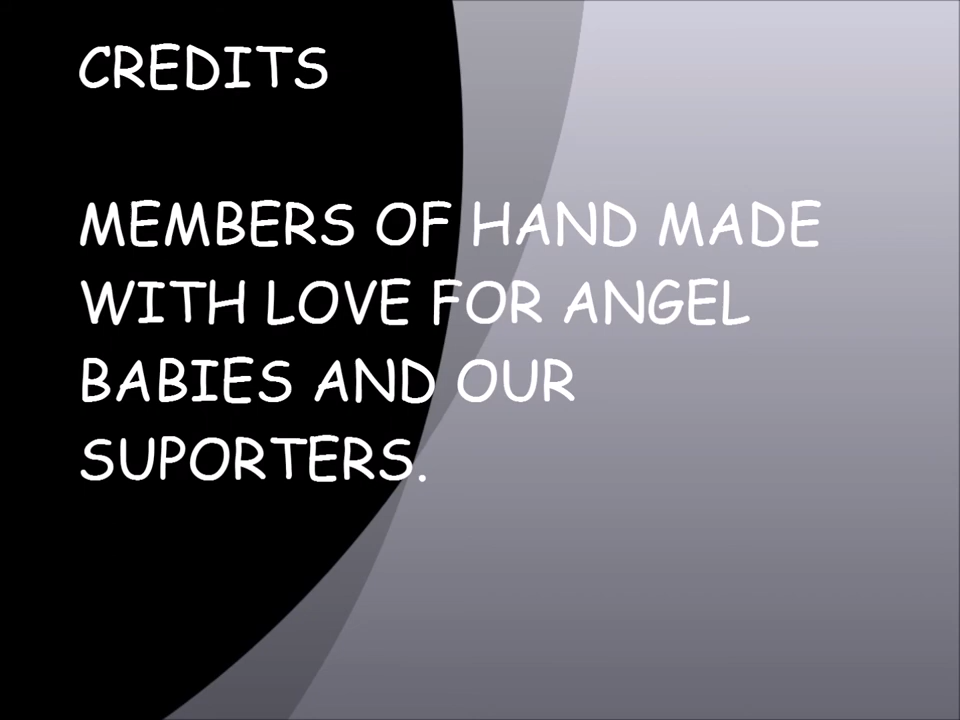 CREDITS
MEMBERS OF HAND MADE
WITH LOVE FOR ANGEL
BABIES AND OUR
SUPORTERS.